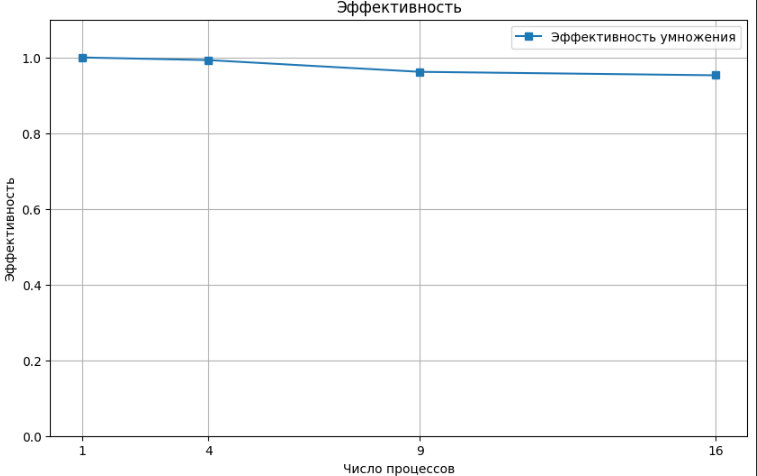 Эффективность
Эффективность умножения
1.0
0.8
0.6
0.4
0.2
0.0
Эффективность
1 4 9 16
Число процессов